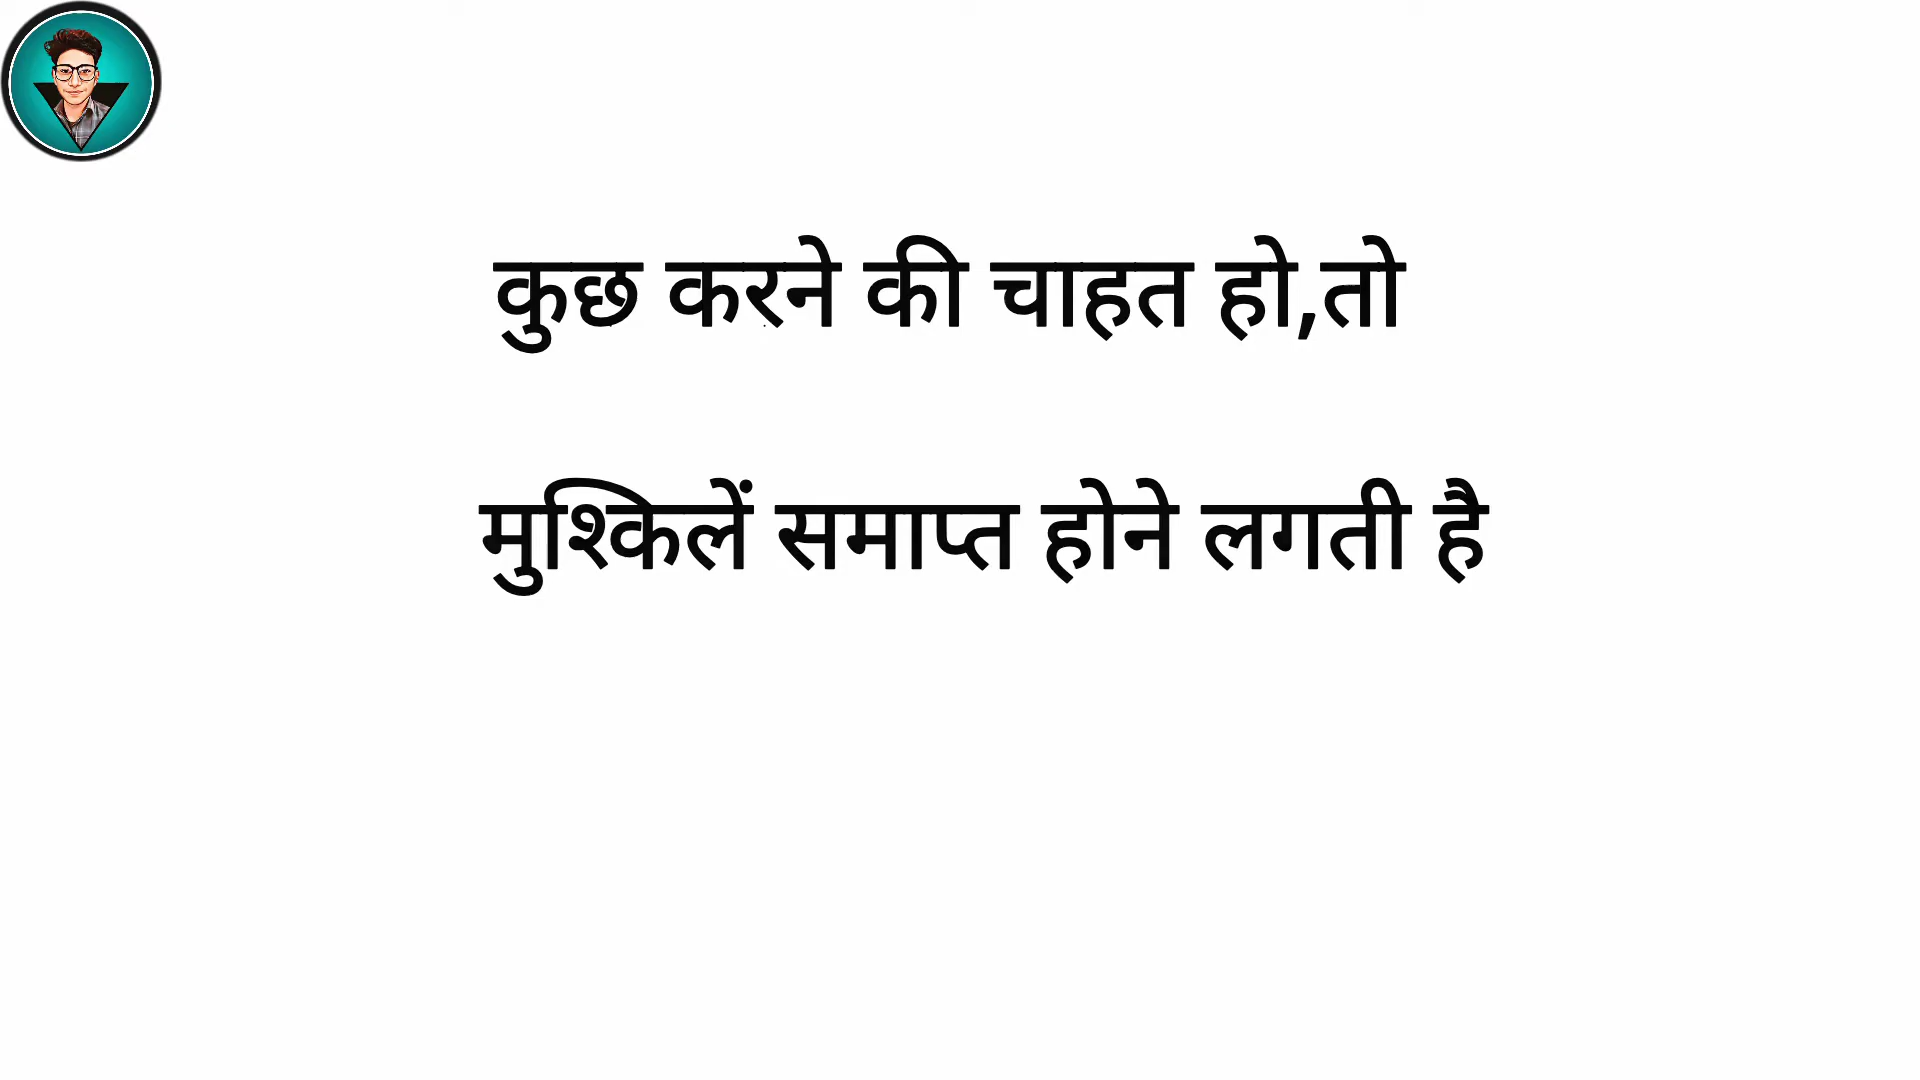 कुछ करने की चाहत हो,तो
मुश्किलें समाप्त होने लगती है